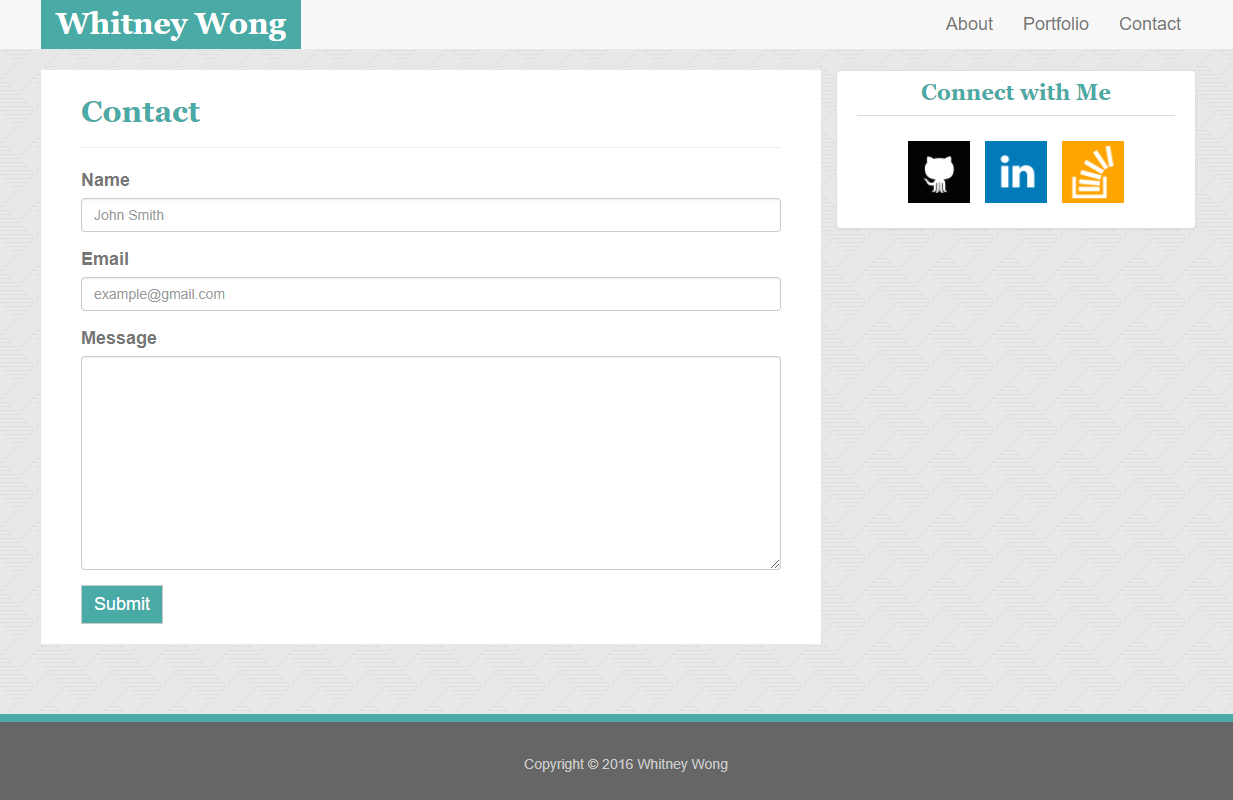 Whitney Wong
About
Portfolio
Contact
Contact
Name
John Smith
Email
example@gmail.com
Message
Submit
Connect with Me
in
Copyright © 2016 Whitney Wong